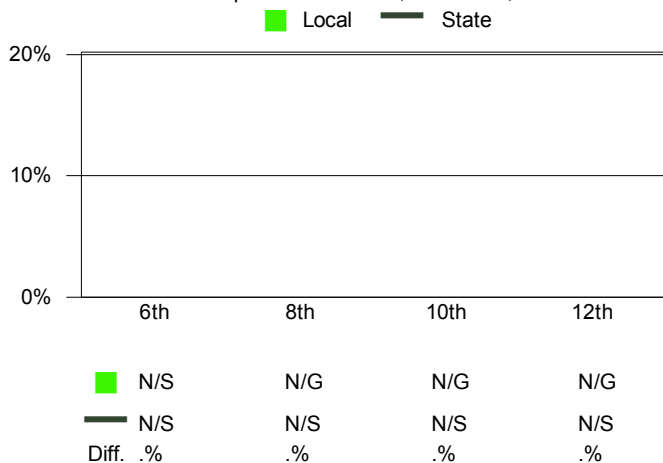 Local State
20%
10%
0%
6th 8th 10th 12th
N/S N/G N/G N/G
N/S N/S N/S N/S
Diff. .% .% .% .%